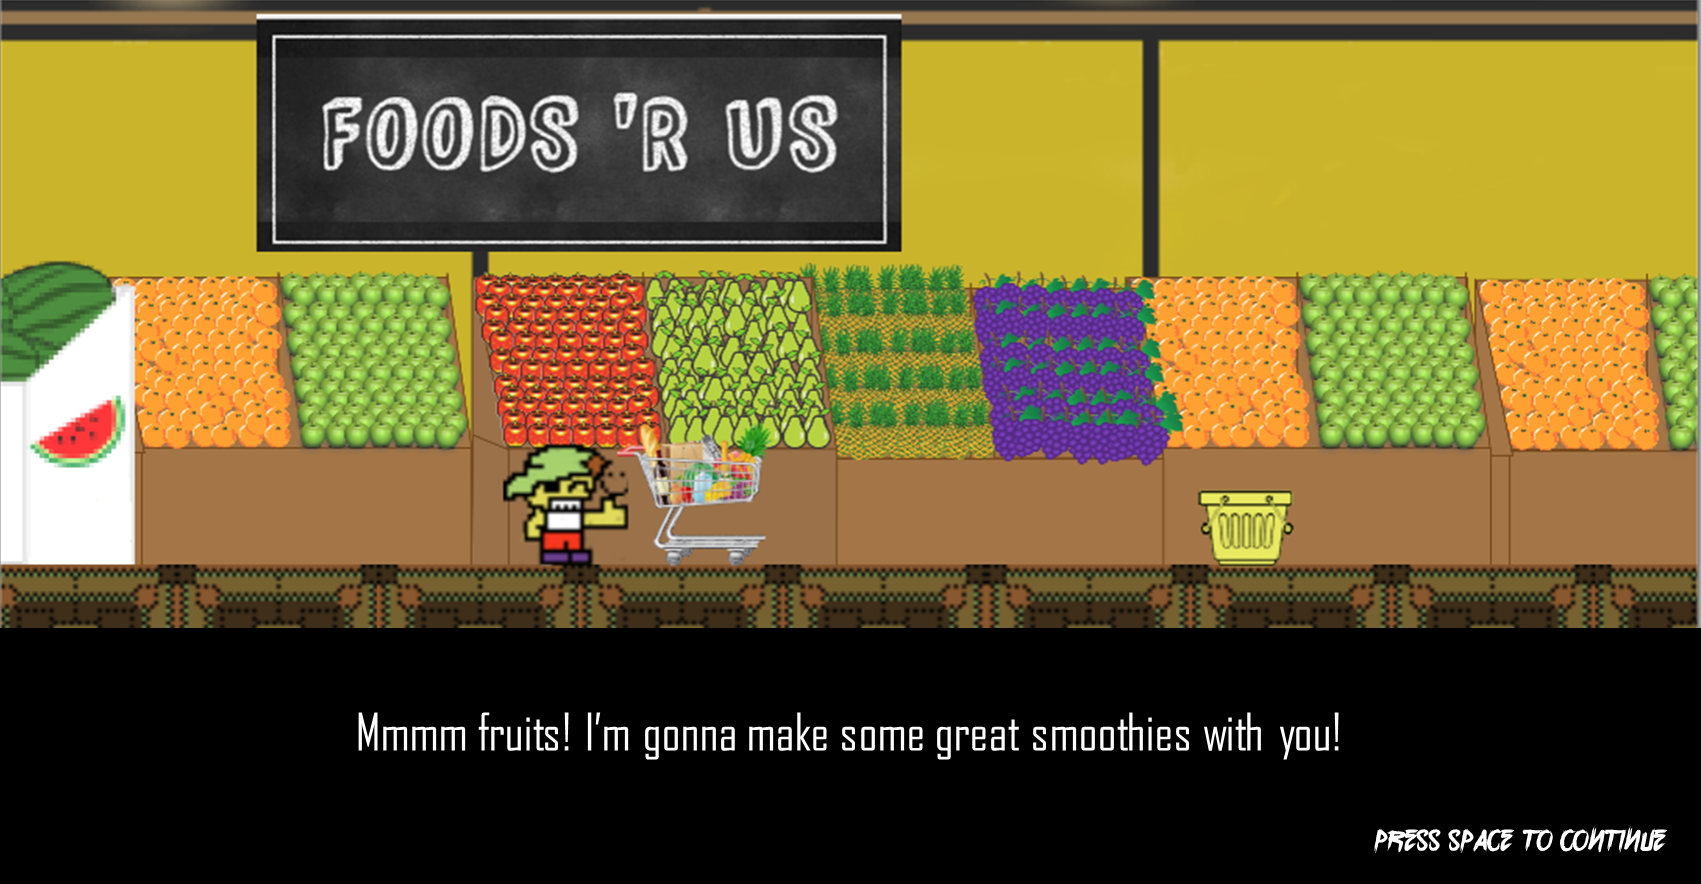 FOODS 'R US
Mmmm fruits! I'm gonna make some great smoothies with you!
PRESS SPACE TO CONTINUE